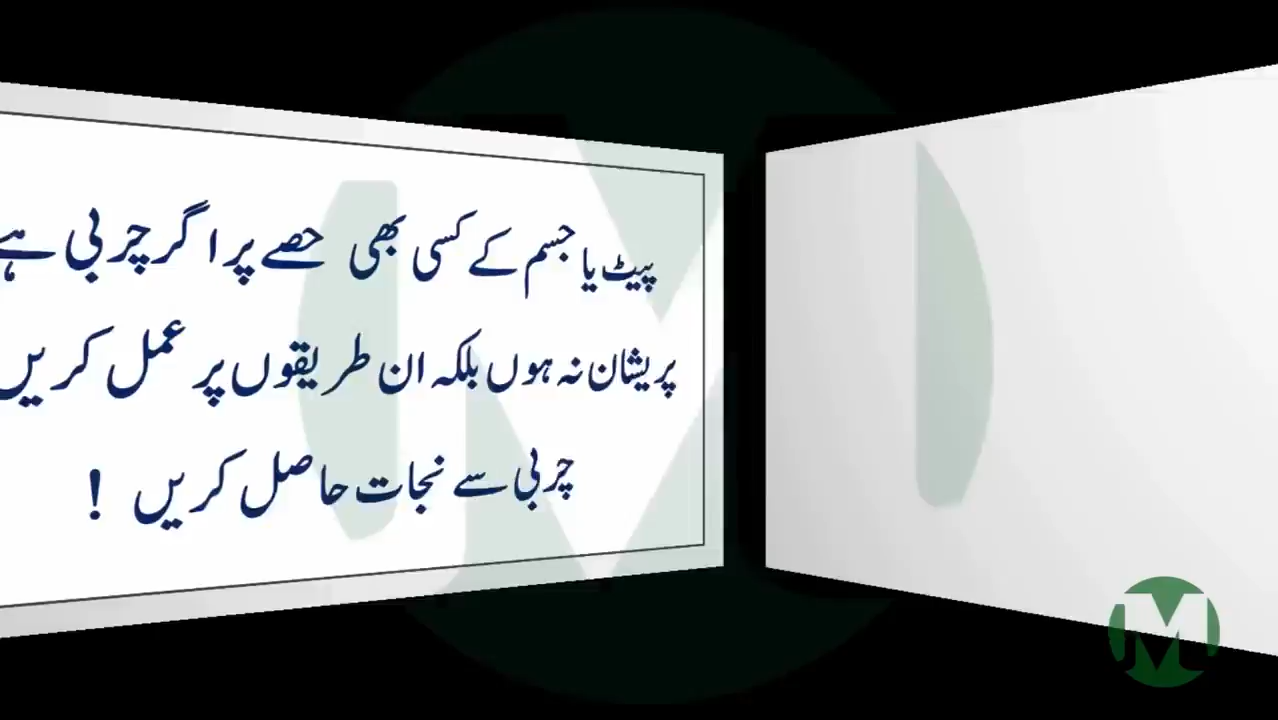 پیٹ یا جسم کے کسی بھی حصے پر اگر چربی ہے
پریشان نہ ہوں بلکہ ان طریقوں پر عمل کریں
چربی سے نجات حاصل کریں !
M